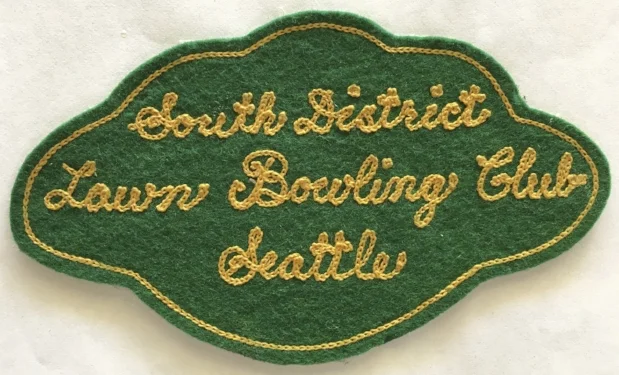 South District
Lawn Bowling Club
Seattle